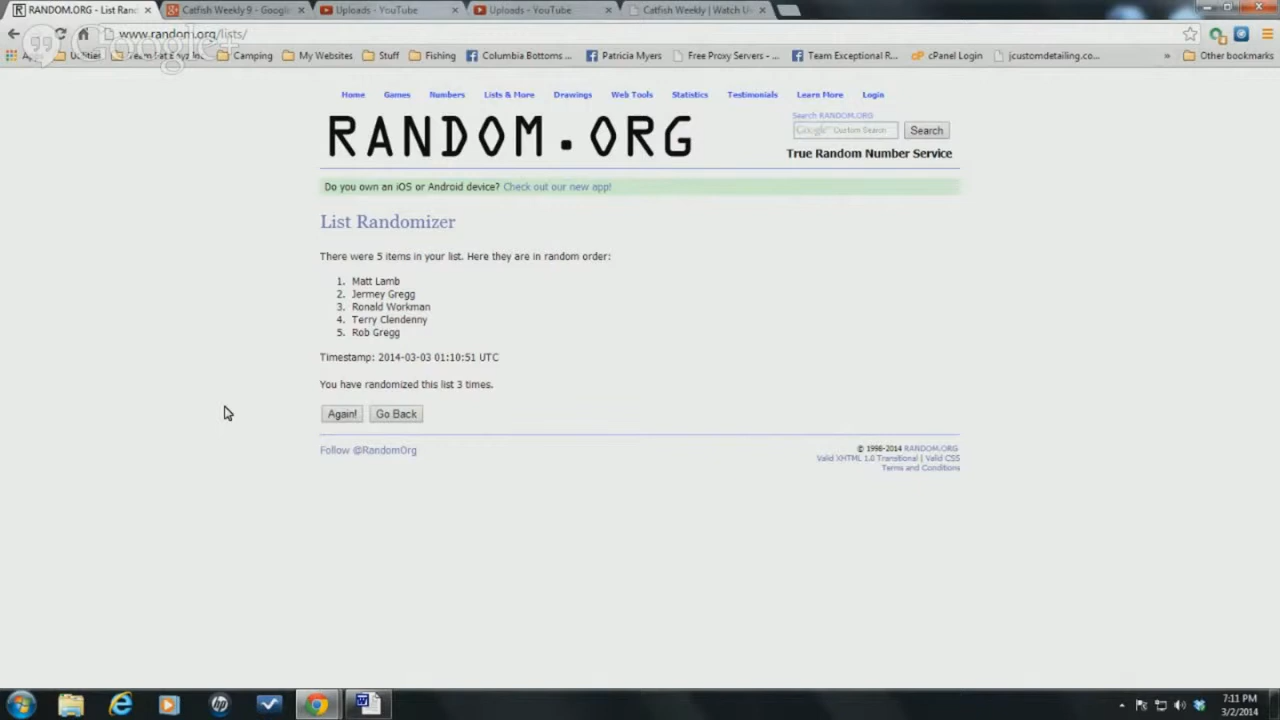 RANDOM.ORG - List Ran
Catfish Weekly 9 - Google
Uploads - YouTube
Uploads - YouTube
Catfish Weekly | Watch U
www.random.org/lists/
Google+
Utilities
Camping
My Websites
Stuff
Fishing
Columbia Bottoms ...
Patricia Myers
Free Proxy Servers - ...
Team Exceptional R...
cPanel Login
jcustomdetailing.co...
»
Other bookmarks
Home Games Numbers Lists & More Drawings Web Tools Statistics Testimonials Learn More Login
RANDOM.ORG
Search RANDOM.ORG
Google™ Custom Search
Search
True Random Number Service
Do you own an iOS or Android device? Check out our new app!
List Randomizer
There were 5 items in your list. Here they are in random order:
1. Matt Lamb
2. Jermey Gregg
3. Ronald Workman
4. Terry Clendenny
5. Rob Gregg
Timestamp: 2014-03-03 01:10:51 UTC
You have randomized this list 3 times.
Again! Go Back
Follow @RandomOrg
© 1998-2014 RANDOM.ORG
Valid XHTML 1.0 Transitional | Valid CSS
Terms and Conditions
7:11 PM
3/2/2014